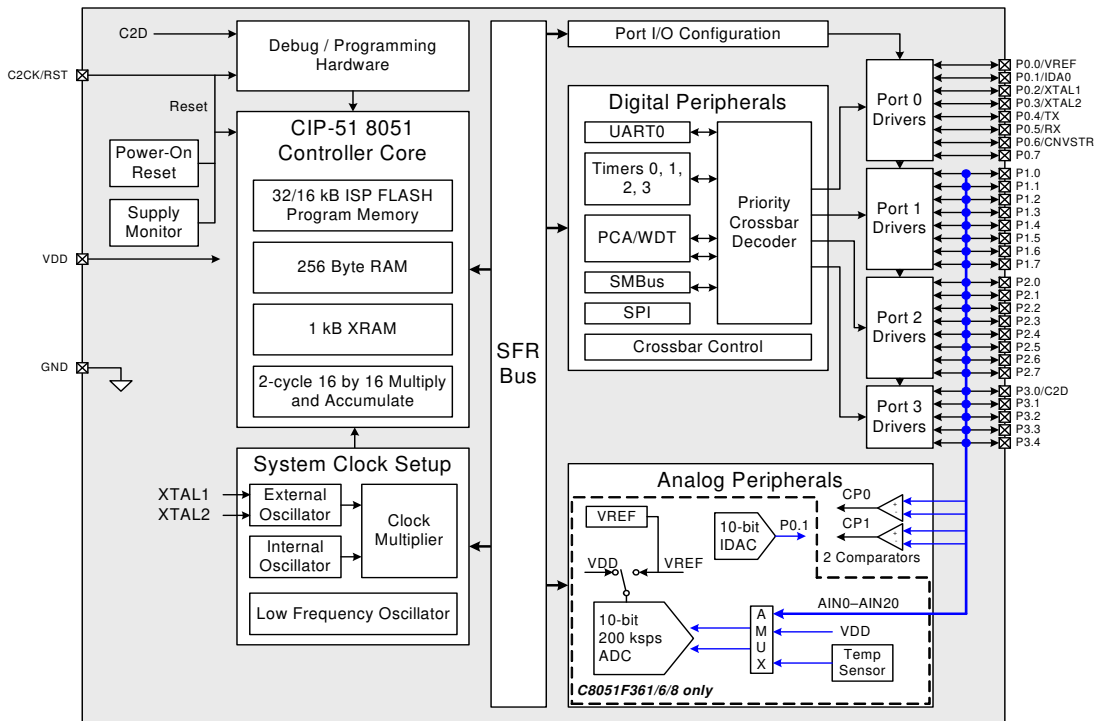 C2D
C2CK/RST
Reset
Power-On
Reset
Supply
Monitor
VDD
GND
Debug / Programming
Hardware
CIP-51 8051
Controller Core
32/16 kB ISP FLASH
Program Memory
256 Byte RAM
1 kB XRAM
2-cycle 16 by 16 Multiply
and Accumulate
System Clock Setup
XTAL1
XTAL2
External
Oscillator
Internal
Oscillator
Clock
Multiplier
Low Frequency Oscillator
SFR
Bus
Port I/O Configuration
Digital Peripherals
UART0
Timers 0, 1,
2, 3
PCA/WDT
SMBus
SPI
Priority
Crossbar
Decoder
Crossbar Control
Port 0
Drivers
Port 1
Drivers
Port 2
Drivers
Port 3
Drivers
P0.0/VREF
P0.1/IDA0
P0.2/XTAL1
P0.3/XTAL2
P0.4/TX
P0.5/RX
P0.6/CNVSTR
P0.7
P1.0
P1.1
P1.2
P1.3
P1.4
P1.5
P1.6
P1.7
P2.0
P2.1
P2.2
P2.3
P2.4
P2.5
P2.6
P2.7
P3.0/C2D
P3.1
P3.2
P3.3
P3.4
Analog Peripherals
VREF
10-bit
IDAC
P0.1
CP0
+
-
CP1
+
-
2 Comparators
VDD
VREF
10-bit
200 ksps
ADC
A
M
U
X
AIN0–AIN20
VDD
Temp
Sensor
C8051F361/6/8 only